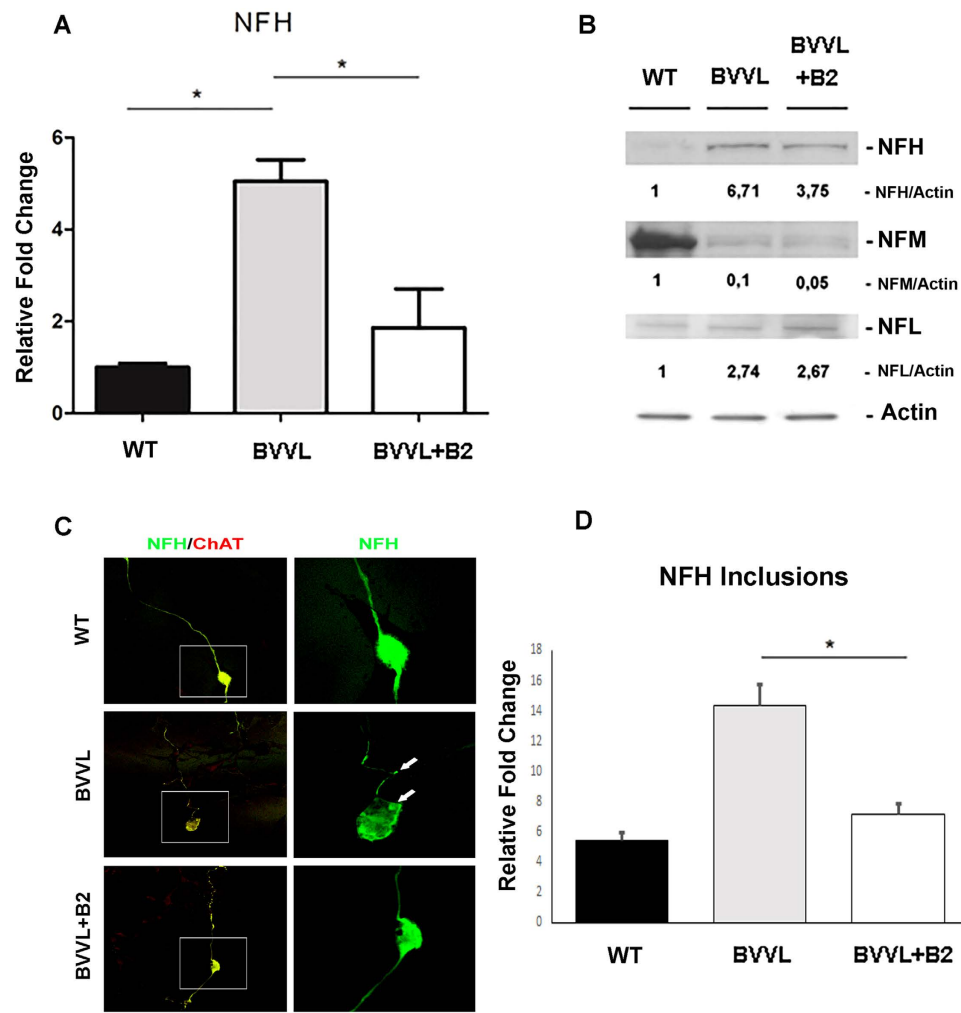 A
NFH
*
*
Relative Fold Change
6
4
2
0
WT
BVVL
BVVL+B2
B
WT
BVVL
BVVL
+B2
- NFH
1
6,71
3,75
- NFH/Actin
- NFM
1
0,1
0,05
- NFM/Actin
- NFL
1
2,74
2,67
- NFL/Actin
- Actin
C
NFH/ChAT
NFH
WT
BVVL
BVVL+B2
D
NFH Inclusions
*
Relative Fold Change
18
16
14
12
10
8
6
4
2
0
WT
BVVL
BVVL+B2